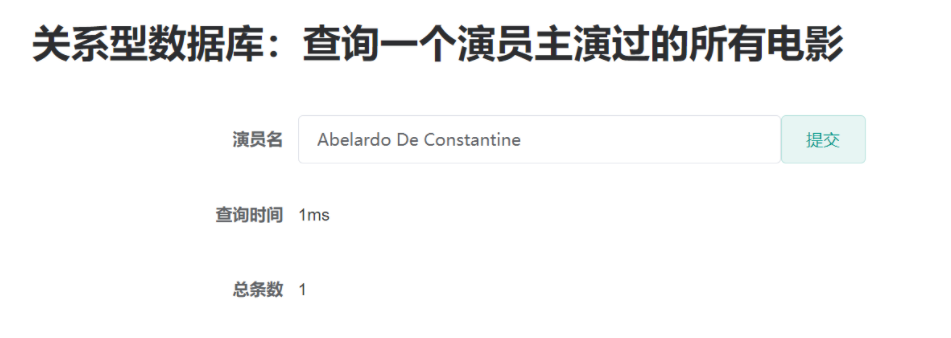 关系型数据库：查询一个演员主演过的所有电影
演员名 Abelardo De Constantine 提交
查询时间 1ms
总条数 1